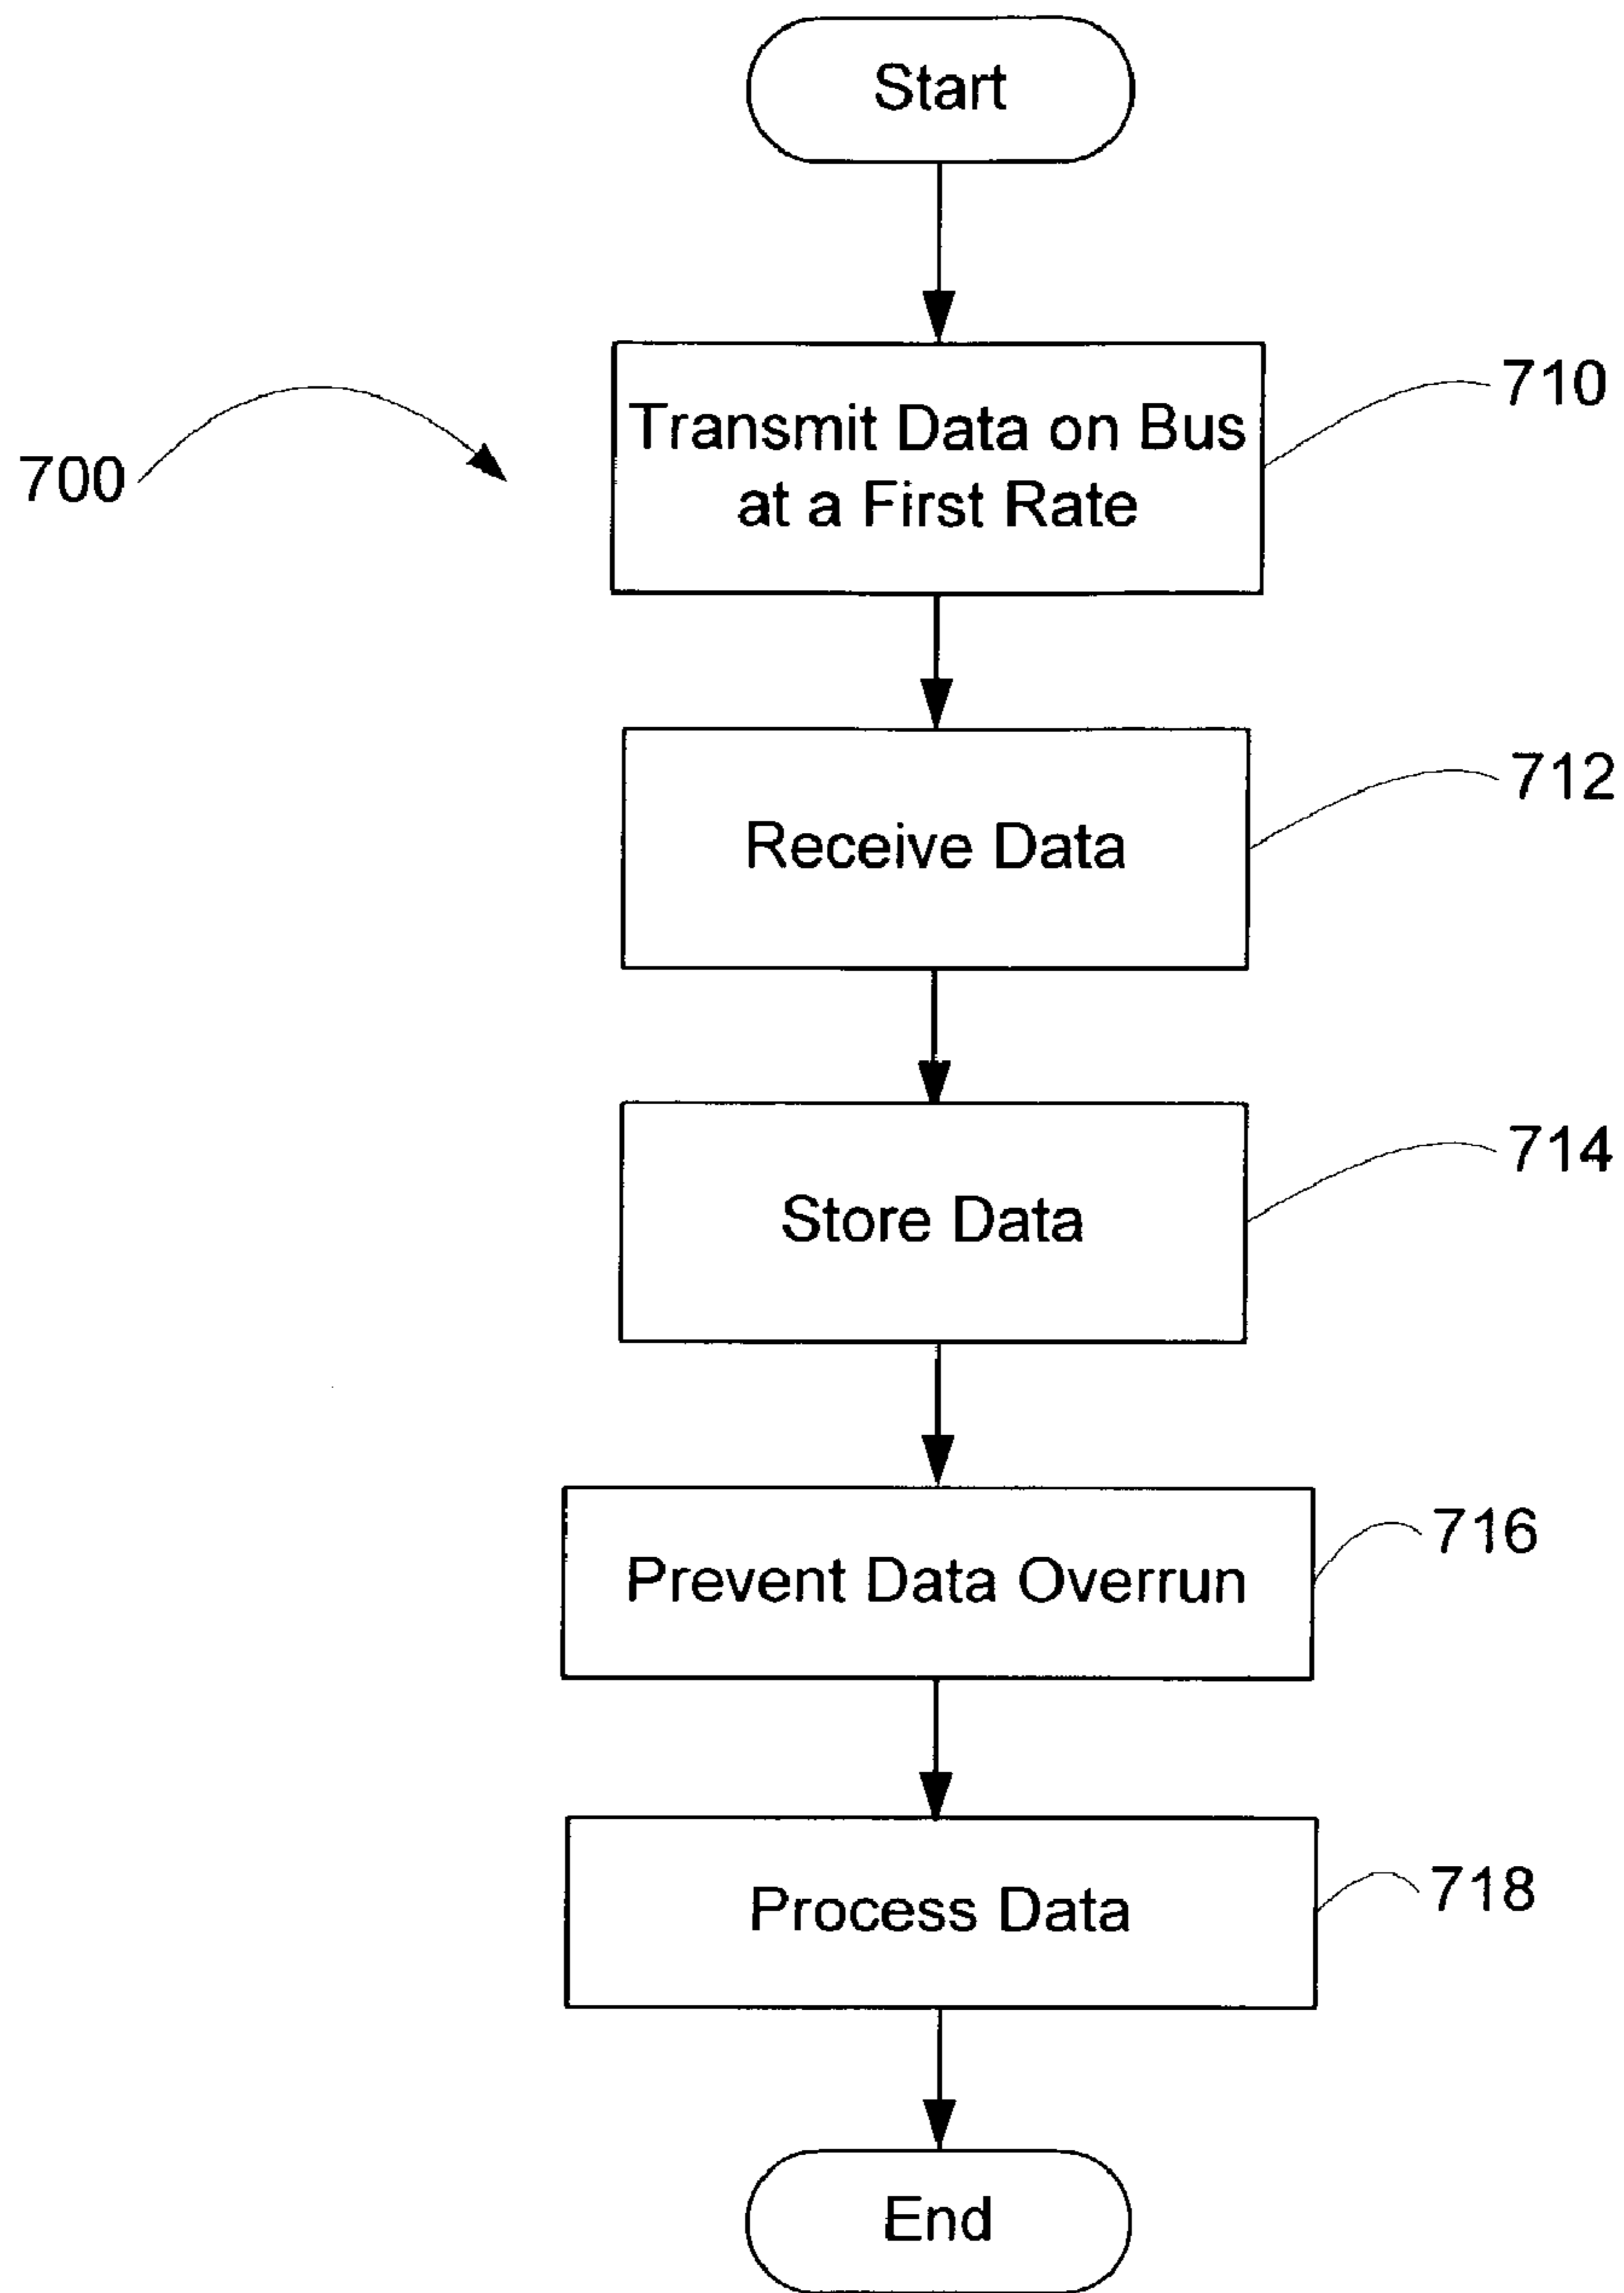 Start
700
Transmit Data on Bus
at a First Rate
710
Receive Data
712
Store Data
714
Prevent Data Overrun
716
Process Data
718
End